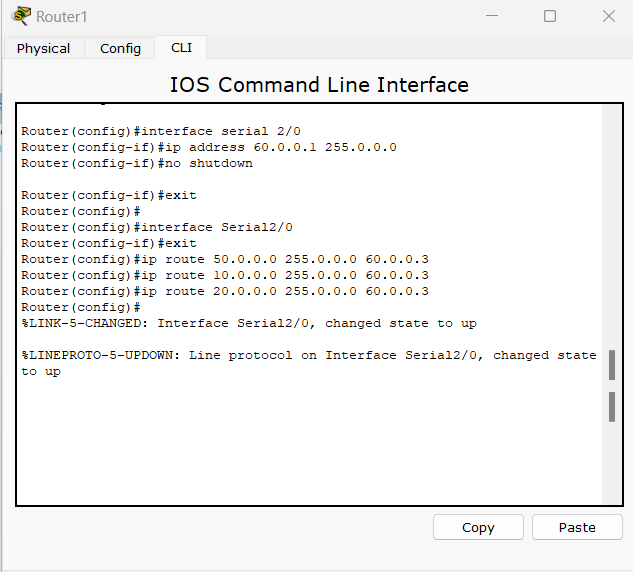 Router1
Physical Config CLI
IOS Command Line Interface
Router(config)#interface serial 2/0
Router(config-if)#ip address 60.0.0.1 255.0.0.0
Router(config-if)#no shutdown
Router(config-if)#exit
Router(config)#
Router(config)#interface Serial2/0
Router(config-if)#exit
Router(config)#ip route 50.0.0.0 255.0.0.0 60.0.0.3
Router(config)#ip route 10.0.0.0 255.0.0.0 60.0.0.3
Router(config)#ip route 20.0.0.0 255.0.0.0 60.0.0.3
Router(config)#
%LINK-5-CHANGED: Interface Serial2/0, changed state to up
%LINEPROTO-5-UPDOWN: Line protocol on Interface Serial2/0, changed state
to up
Copy Paste